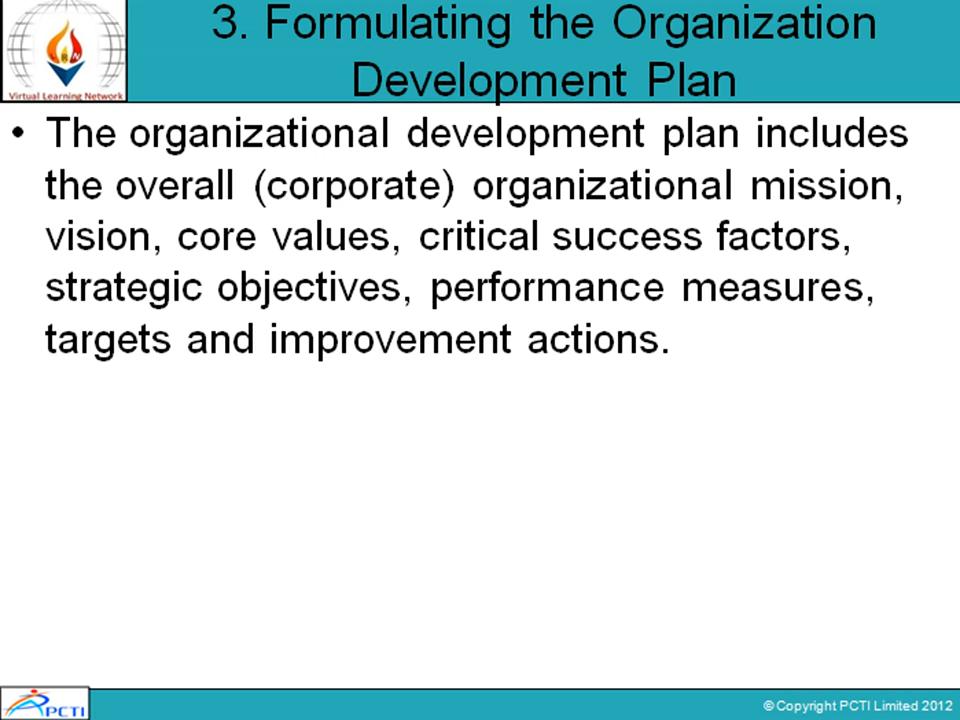 3. Formulating the Organization
Development Plan
Virtual Learning Network
• The organizational development plan includes
the overall (corporate) organizational mission,
vision, core values, critical success factors,
strategic objectives, performance measures,
targets and improvement actions.
PCTI
© Copyright PCTI Limited 2012